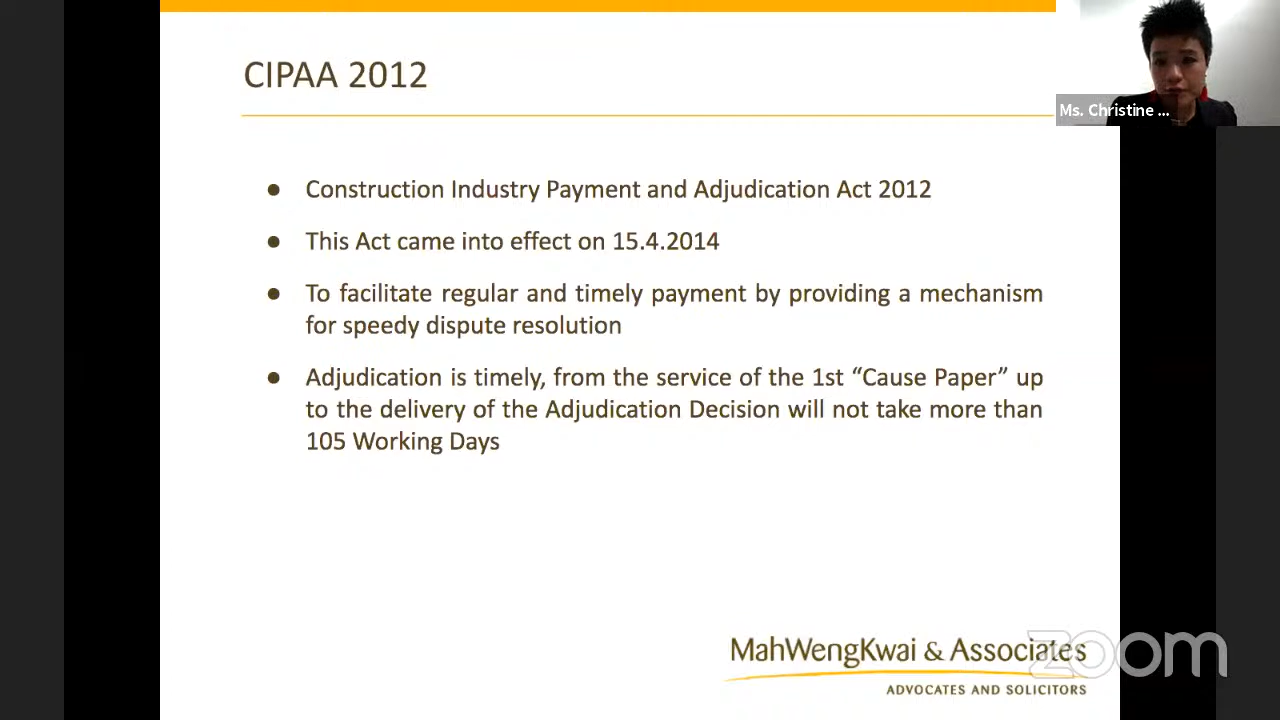 CIPAA 2012
Ms. Christine ...
● Construction Industry Payment and Adjudication Act 2012
● This Act came into effect on 15.4.2014
● To facilitate regular and timely payment by providing a mechanism
for speedy dispute resolution
● Adjudication is timely, from the service of the 1st “Cause Paper” up
to the delivery of the Adjudication Decision will not take more than
105 Working Days
MahWengKwai & Associates
zoom
ADVOCATES AND SOLICITORS